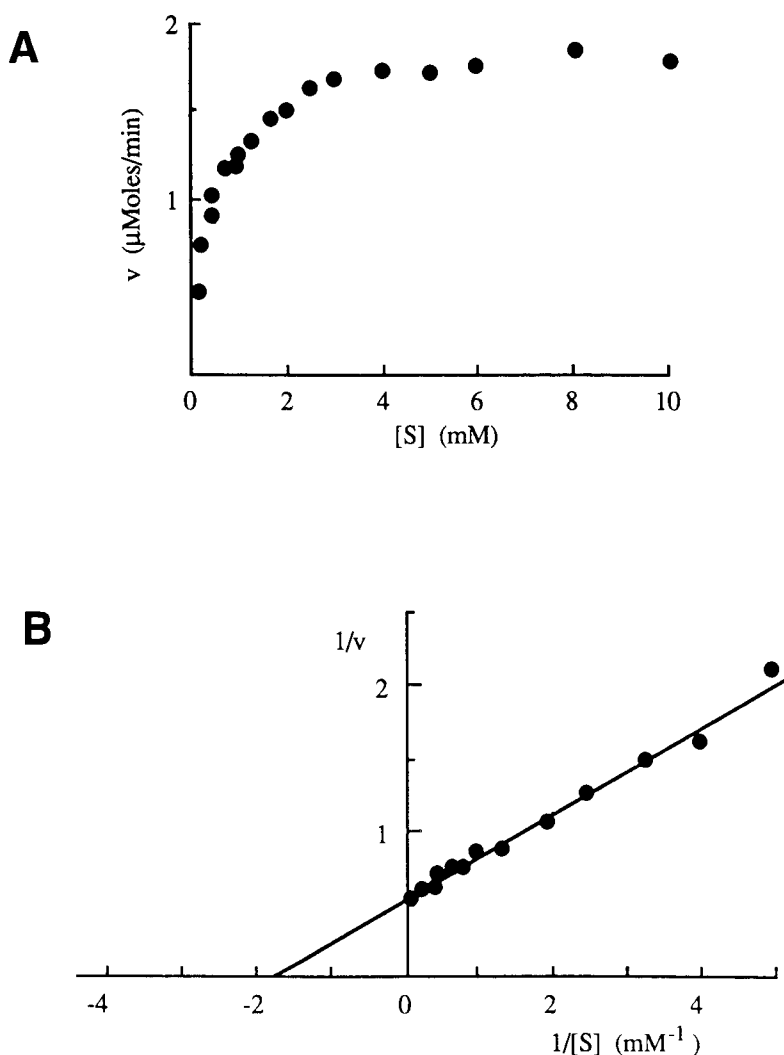 A
2
1
v (μMoles/min)
0 2 4 6 8 10
[S] (mM)
B
1/v
2
1
-4 -2 0 2 4
1/[S] (mM⁻¹)